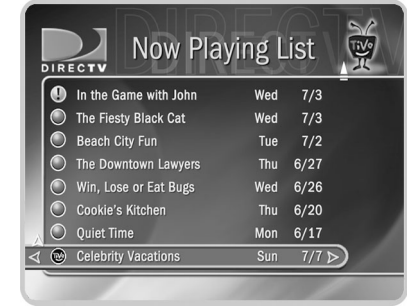 DIRECTV
Now Playing List
TiVo
In the Game with John Wed 7/3
The Fiesty Black Cat Wed 7/3
Beach City Fun Tue 7/2
The Downtown Lawyers Thu 6/27
Win, Lose or Eat Bugs Wed 6/26
Cookie's Kitchen Thu 6/20
Quiet Time Mon 6/17
TiVo Celebrity Vacations Sun 7/7